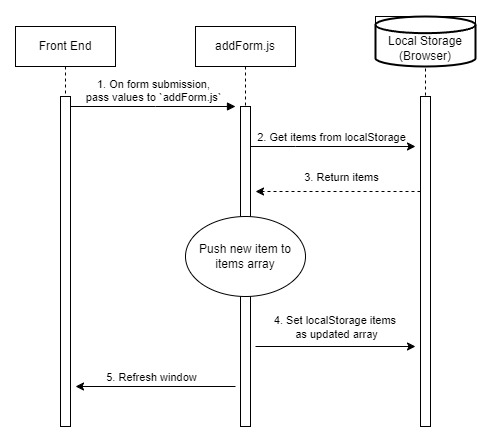 Front End
addForm.js
Local Storage
(Browser)
1. On form submission,
pass values to `addForm.js`
2. Get items from localStorage
3. Return items
Push new item to
items array
4. Set localStorage items
as updated array
5. Refresh window